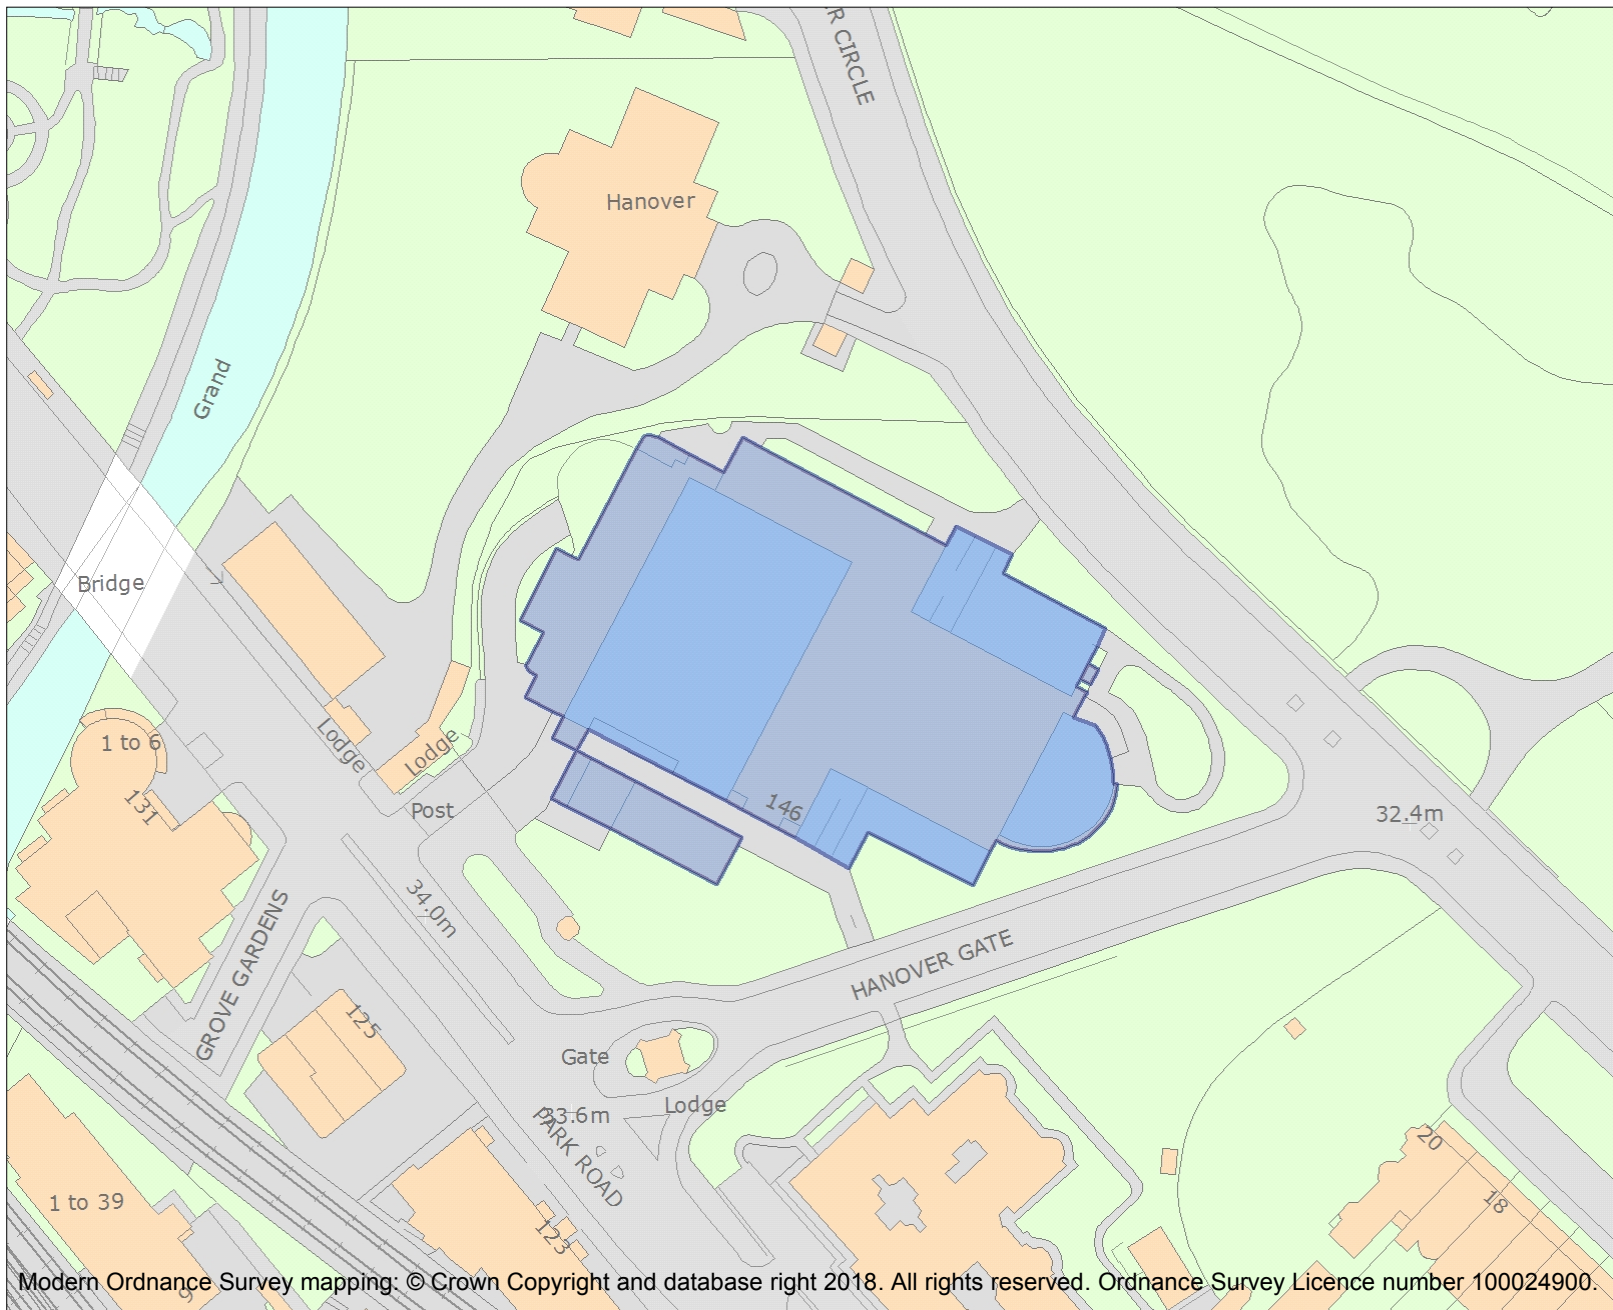 R CIRCLE
Hanover
Grand
Bridge
1 to 6
131
Lodge
Lodge
Post
146
32.4m
34.0m
GROVE GARDENS
HANOVER GATE
125
Gate
33.6m
Lodge
PARK ROAD
20
18
1 to 39
123
9
Modern Ordnance Survey mapping: © Crown Copyright and database right 2018. All rights reserved. Ordnance Survey Licence number 100024900.